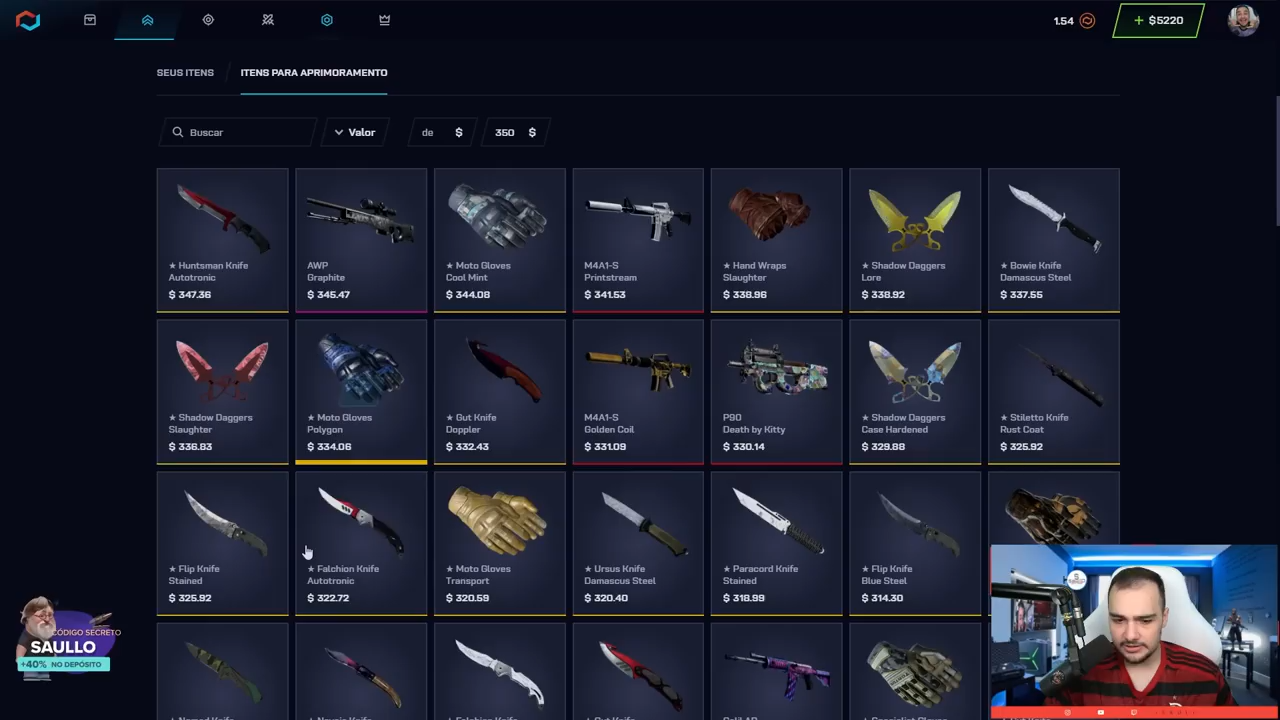 1.54
+ $5220
SEUS ITENS
ITENS PARA APRIMORAMENTO
Buscar
Valor
de $
350 $
★ Huntsman Knife
Autotronic
$ 347.36
AWP
Graphite
$ 345.47
★ Moto Gloves
Cool Mint
$ 344.08
M4A1-S
Printstream
$ 341.53
★ Hand Wraps
Slaughter
$ 338.96
★ Shadow Daggers
Lore
$ 338.92
★ Bowie Knife
Damascus Steel
$ 337.55
★ Shadow Daggers
Slaughter
$ 336.83
★ Moto Gloves
Polygon
$ 334.06
★ Gut Knife
Doppler
$ 332.43
M4A1-S
Golden Coil
$ 331.09
P90
Death by Kitty
$ 330.14
★ Shadow Daggers
Case Hardened
$ 329.88
★ Stiletto Knife
Rust Coat
$ 325.92
★ Flip Knife
Stained
$ 325.92
★ Falchion Knife
Autotronic
$ 322.72
★ Moto Gloves
Transport
$ 320.59
★ Ursus Knife
Damascus Steel
$ 320.40
★ Paracord Knife
Stained
$ 318.99
★ Flip Knife
Blue Steel
$ 314.30
CÓDIGO SECRETO
SAULLO
+40% NO DEPÓSITO